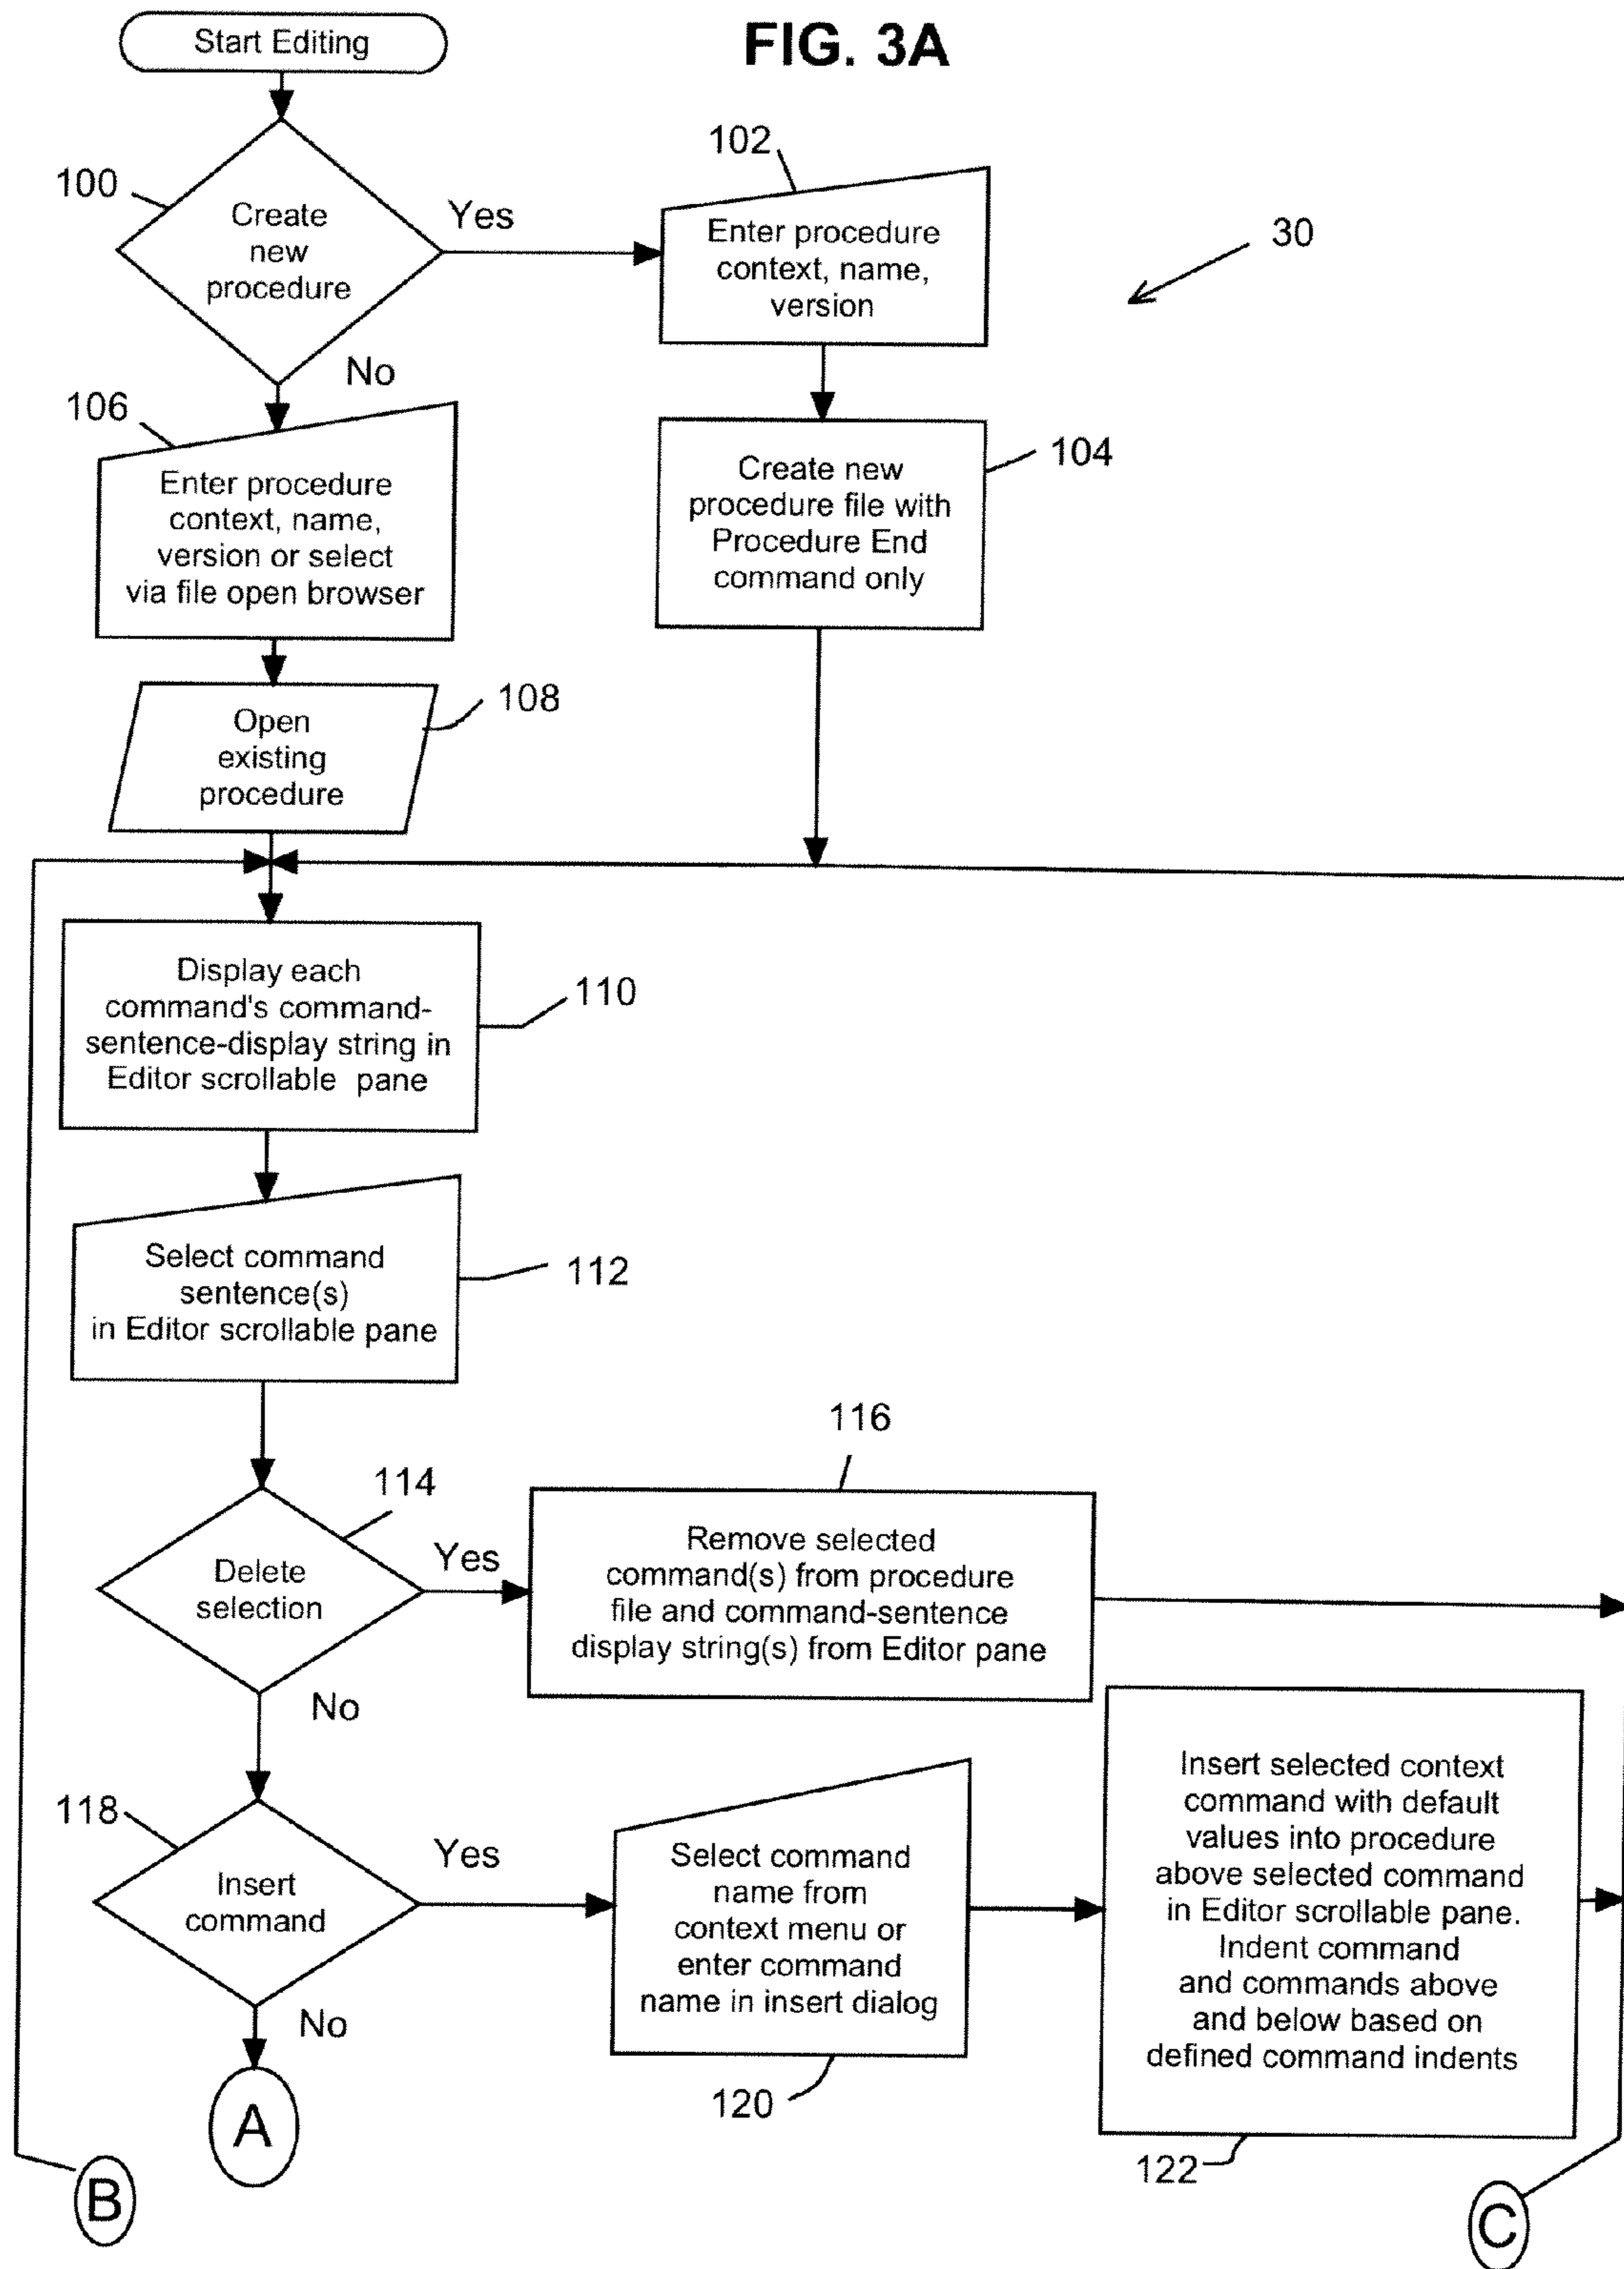 FIG. 3A
Start Editing
100
Create
new
procedure
Yes
No
102
Enter procedure
context, name,
version
30
104
Create new
procedure file with
Procedure End
command only
106
Enter procedure
context, name,
version or select
via file open browser
108
Open
existing
procedure
110
Display each
command's command-
sentence-display string in
Editor scrollable pane
112
Select command
sentence(s)
in Editor scrollable pane
114
Delete
selection
Yes
No
116
Remove selected
command(s) from procedure
file and command-sentence
display string(s) from Editor pane
118
Insert
command
Yes
No
120
Select command
name from
context menu or
enter command
name in insert dialog
122
Insert selected context
command with default
values into procedure
above selected command
in Editor scrollable pane.
Indent command
and commands above
and below based on
defined command indents
A
B
C